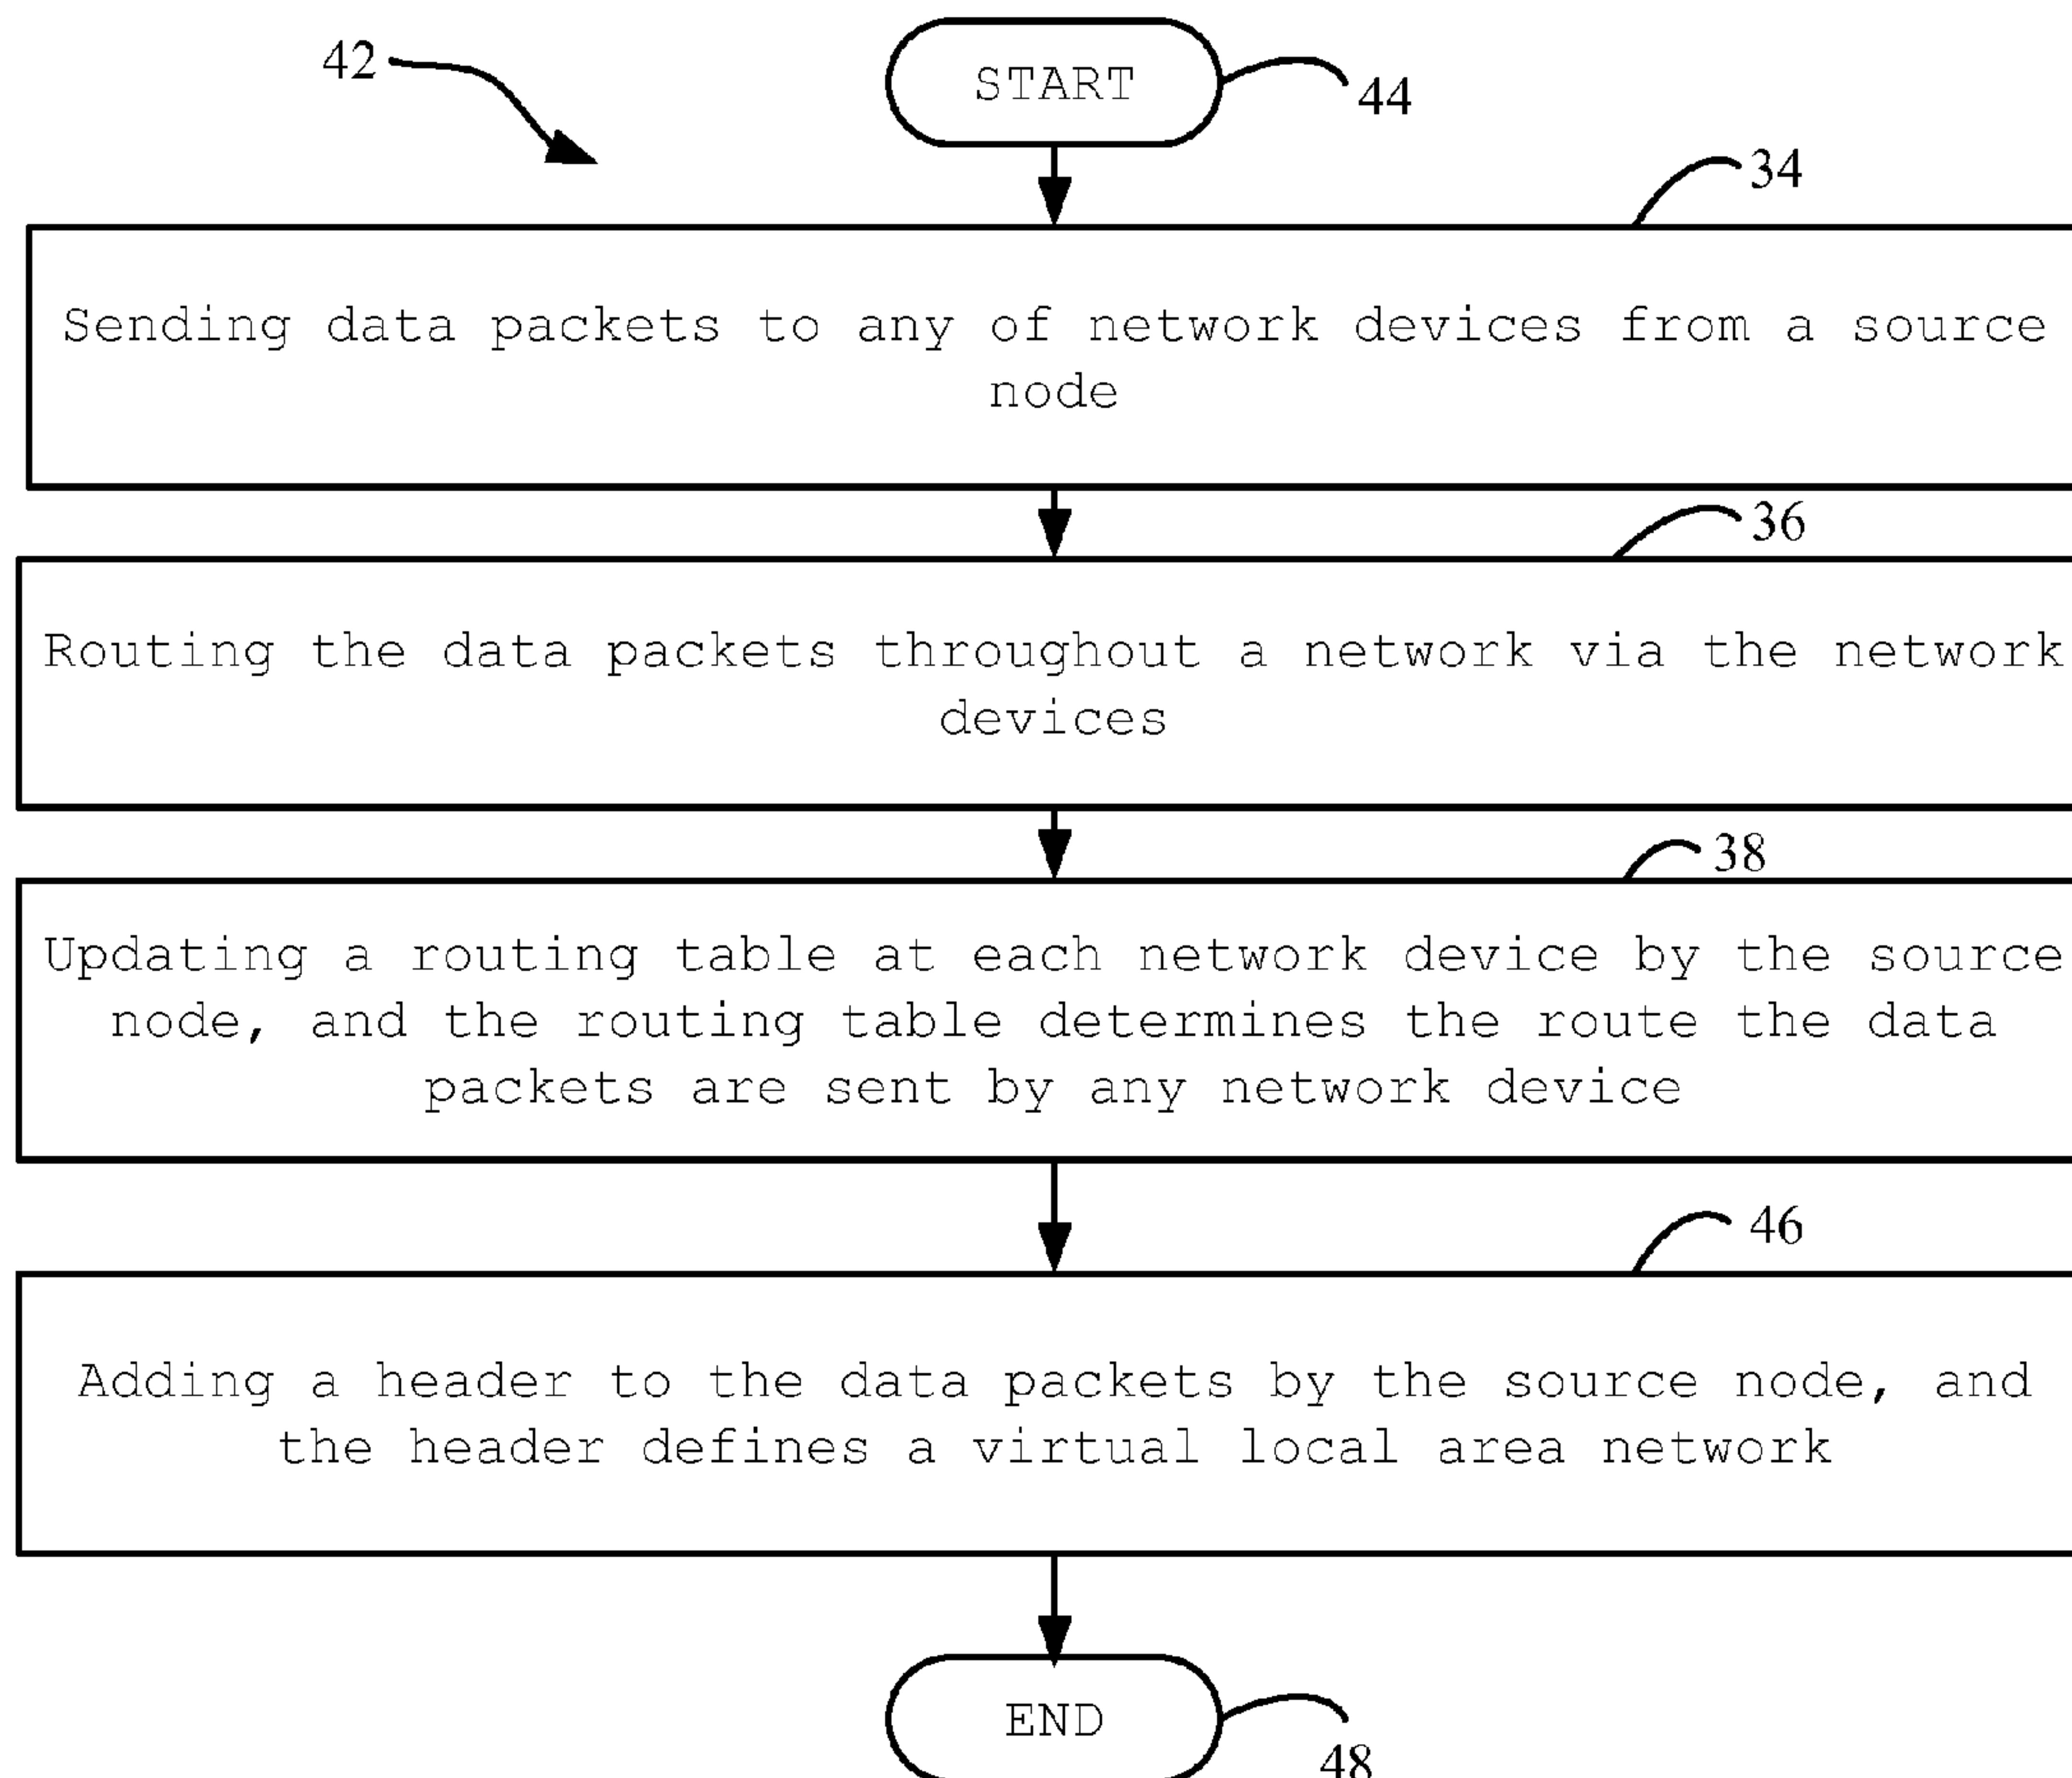 42
START
44
34
Sending data packets to any of network devices from a source
node
36
Routing the data packets throughout a network via the network
devices
38
Updating a routing table at each network device by the source
node, and the routing table determines the route the data
packets are sent by any network device
46
Adding a header to the data packets by the source node, and
the header defines a virtual local area network
END
48